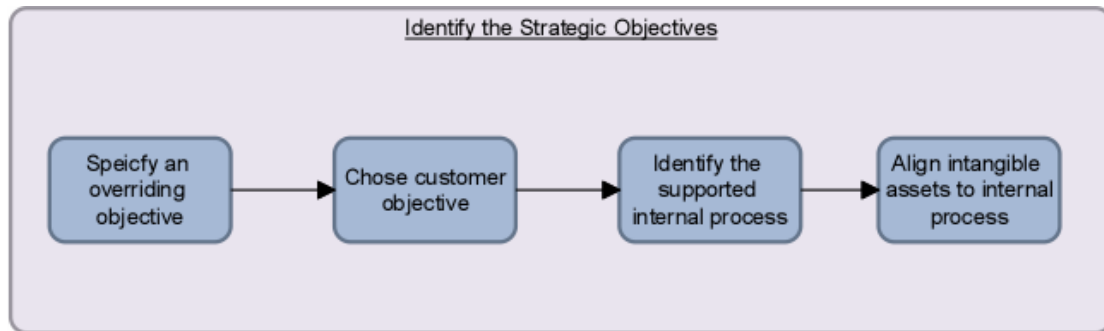 Identify the Strategic Objectives
Speicfy an
overriding
objective
Chose customer
objective
Identify the
supported
internal process
Align intangible
assets to internal
process